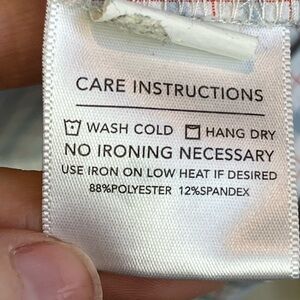 CARE INSTRUCTIONS
WASH COLD HANG DRY
NO IRONING NECESSARY
USE IRON ON LOW HEAT IF DESIRED
88%POLYESTER 12%SPANDEX